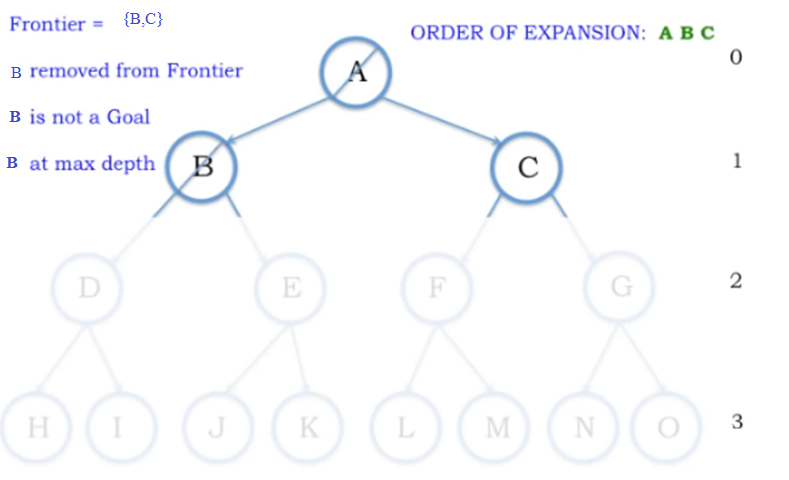 Frontier = {B,C}
ORDER OF EXPANSION: A B C
0
B removed from Frontier
A
B is not a Goal
B at max depth
B
C
1
D
E
F
G
2
H
I
J
K
L
M
N
O
3